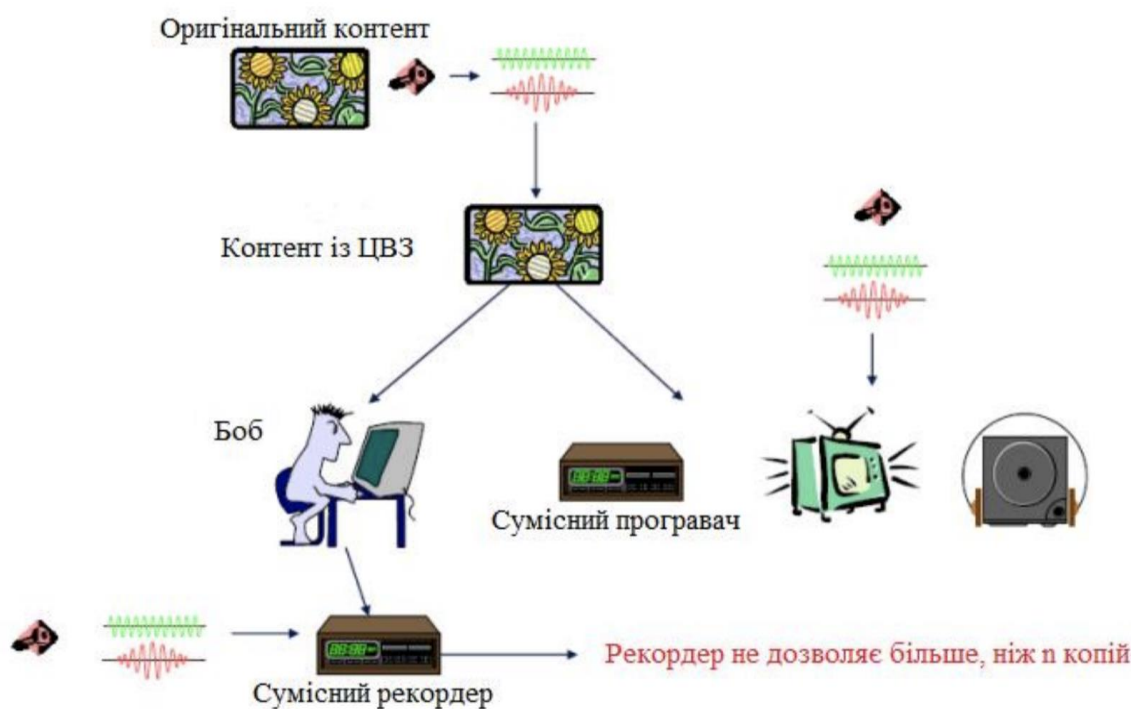 Оригінальний контент
Контент із ЦВЗ
Боб
Сумісний програвач
Рекордер не дозволяє більше, ніж n копій
Сумісний рекордер